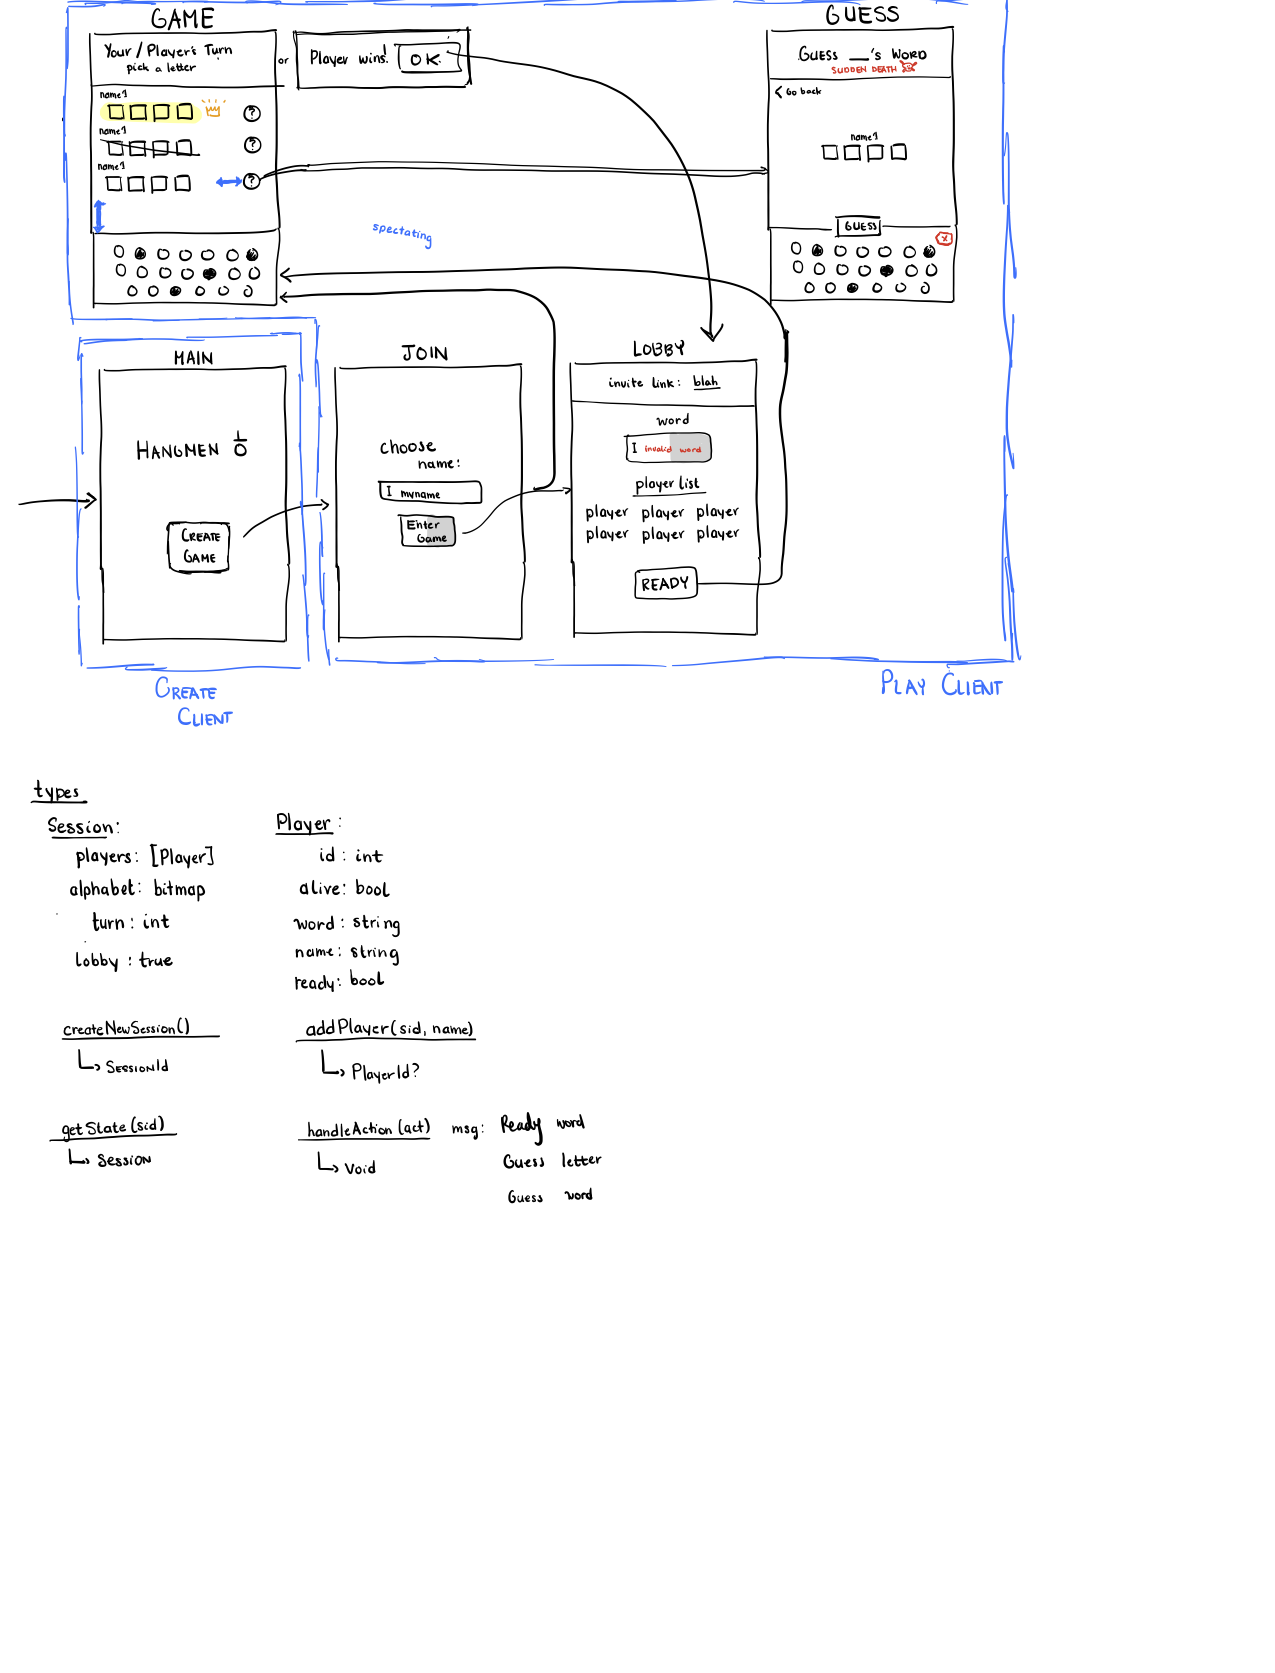 GAME
Your / Player's Turn
pick a letter
or
Player wins! OK
name1
?
name1
?
name1
?
spectating
GUESS
GUESS __'s WORD
SUDDEN DEATH
< Go back
name1
GUESS
x
MAIN
HANGMEN
CREATE
GAME
JOIN
choose
name:
I myname
Enter
Game
LOBBY
invite link: blah
word
I invalid word
player list
player player player
player player player
READY
CREATE
CLIENT
PLAY CLIENT
types
Session:
players: [Player]
alphabet: bitmap
turn: int
lobby: true
Player:
id: int
alive: bool
word: string
name: string
ready: bool
createNewSession()
SESSIONId
addPlayer(sid, name)
PlayerId?
getState(sid)
SESSION
handleAction(act) msg: Ready word
Void
Guess letter
Guess word